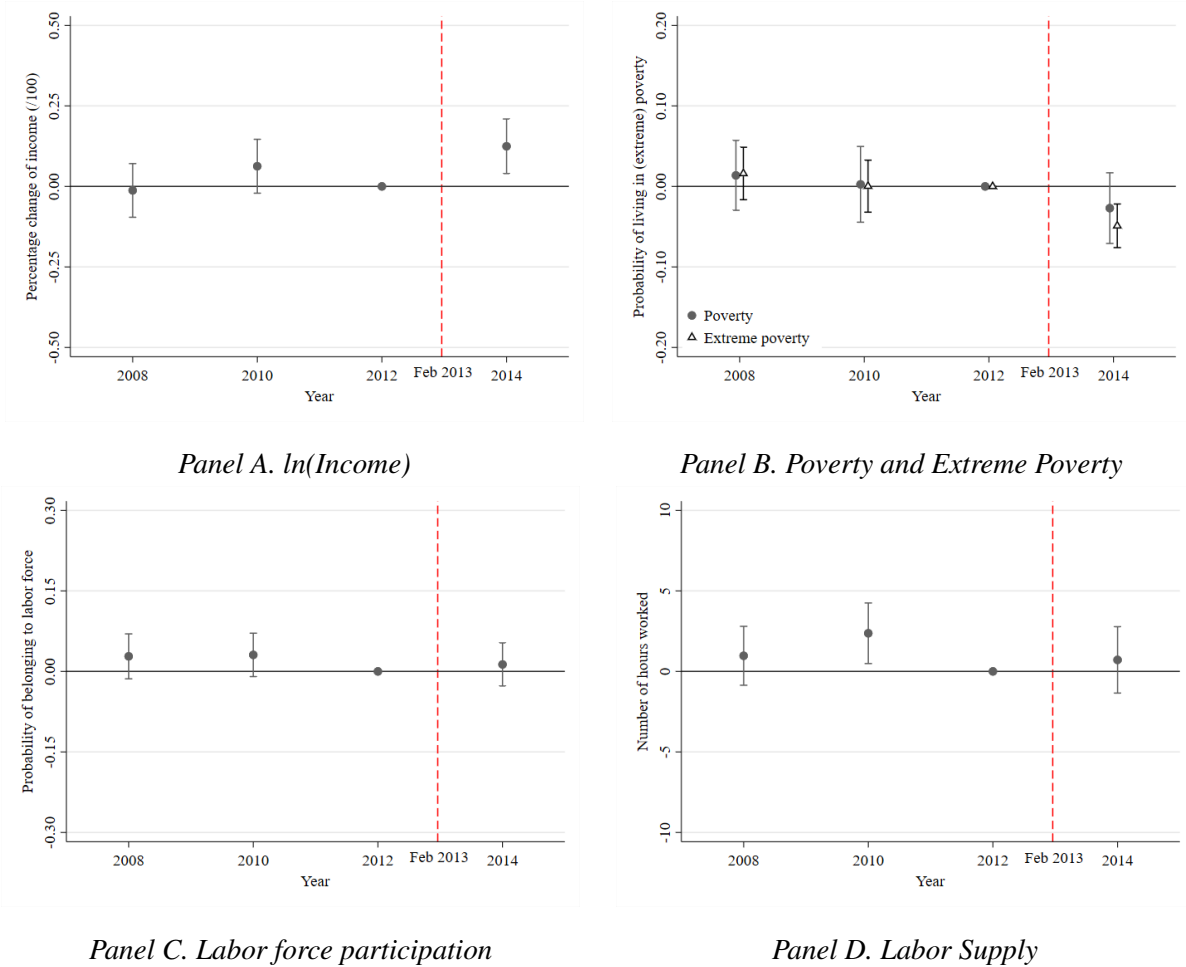 Percentage change of income (/100)
0.50
0.25
0.00
-0.25
-0.50
2008 2010 2012 Feb 2013 2014
Year
Panel A. ln(Income)
Probability of living in (extreme) poverty
0.20
0.10
0.00
-0.10
-0.20
Poverty
Extreme poverty
2008 2010 2012 Feb 2013 2014
Year
Panel B. Poverty and Extreme Poverty
Probability of belonging to labor force
0.30
0.15
0.00
-0.15
-0.30
2008 2010 2012 Feb 2013 2014
Year
Panel C. Labor force participation
Number of hours worked
10
5
0
-5
-10
2008 2010 2012 Feb 2013 2014
Year
Panel D. Labor Supply